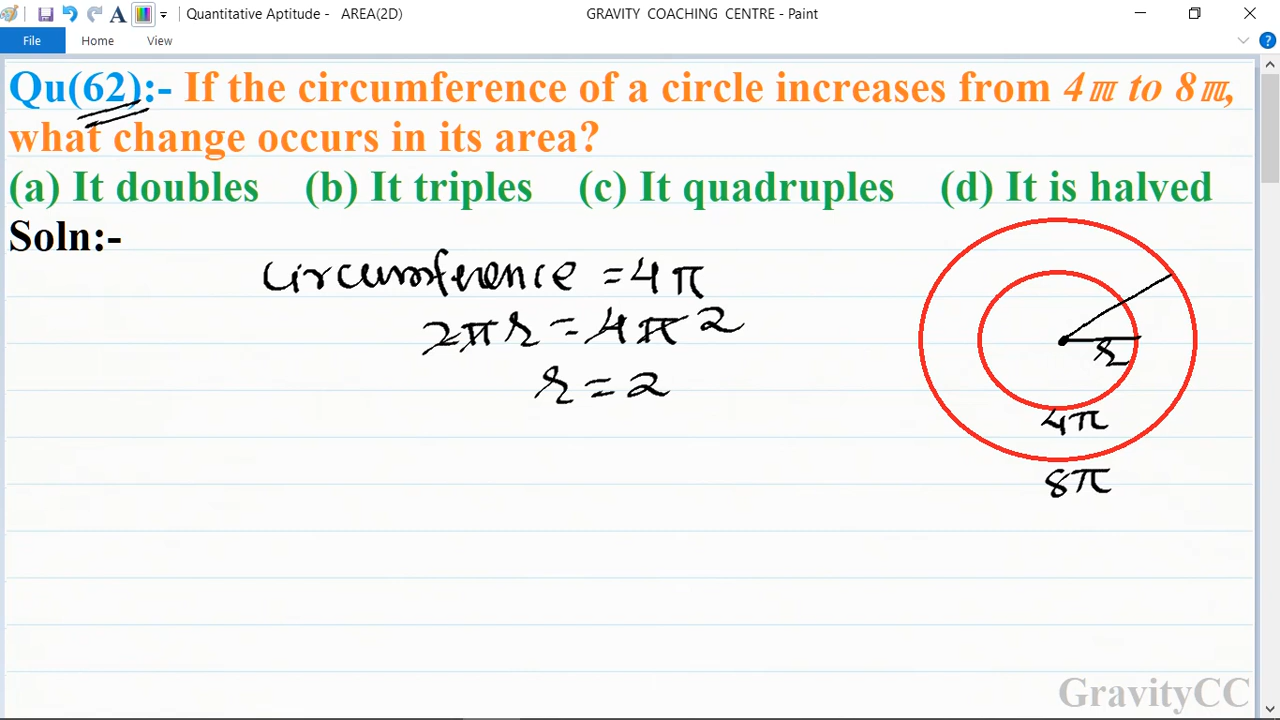 Quantitative Aptitude - AREA(2D) GRAVITY COACHING CENTRE - Paint
File Home View
Qu(62):- If the circumference of a circle increases from 4π to 8π,
what change occurs in its area?
(a) It doubles (b) It triples (c) It quadruples (d) It is halved
Soln:-
circumference = 4π
2πr = 4π 2
r = 2
r
4π
8π
GravityCC